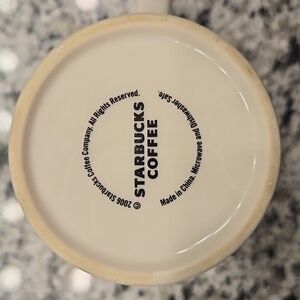 © 2006 Starbucks Coffee Company. All Rights Reserved.
STARBUCKS
COFFEE
Made in China. Microwave and Dishwasher Safe.